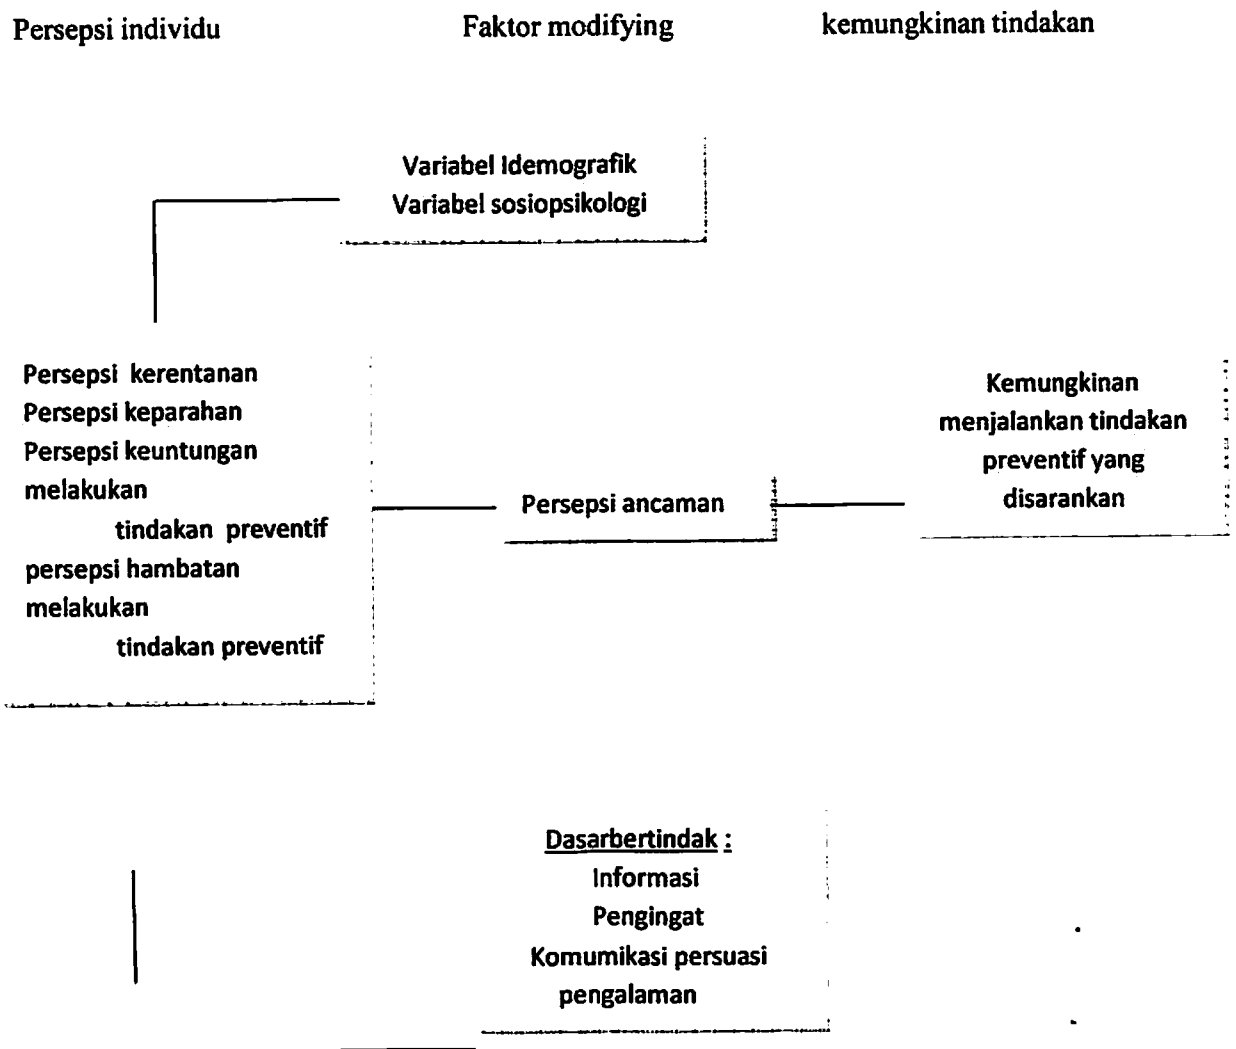 Persepsi individu
Faktor modifying
kemungkinan tindakan
Variabel Idemografik
Variabel sosiopsikologi
Persepsi kerentanan
Persepsi keparahan
Persepsi keuntungan
melakukan
tindakan preventif
persepsi hambatan
melakukan
tindakan preventif
Persepsi ancaman
Kemungkinan
menjalankan tindakan
preventif yang
disarankan
Dasarbertindak :
Informasi
Pengingat
Komumikasi persuasi
pengalaman